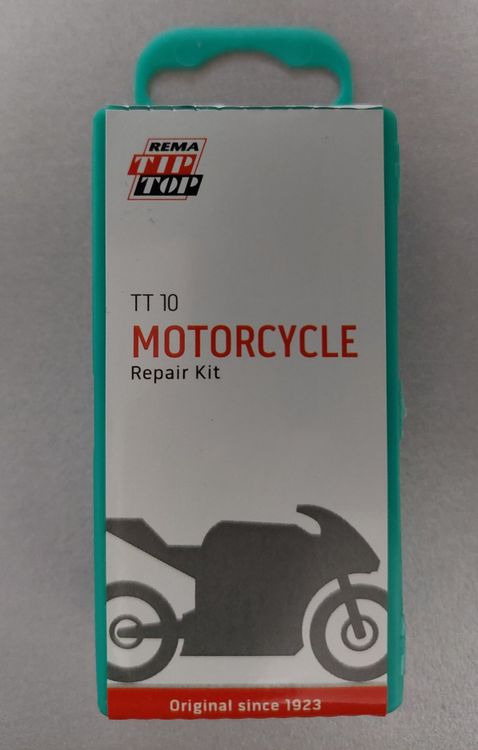 REMA
TIP
TOP
TT 10
MOTORCYCLE
Repair Kit
Original since 1923